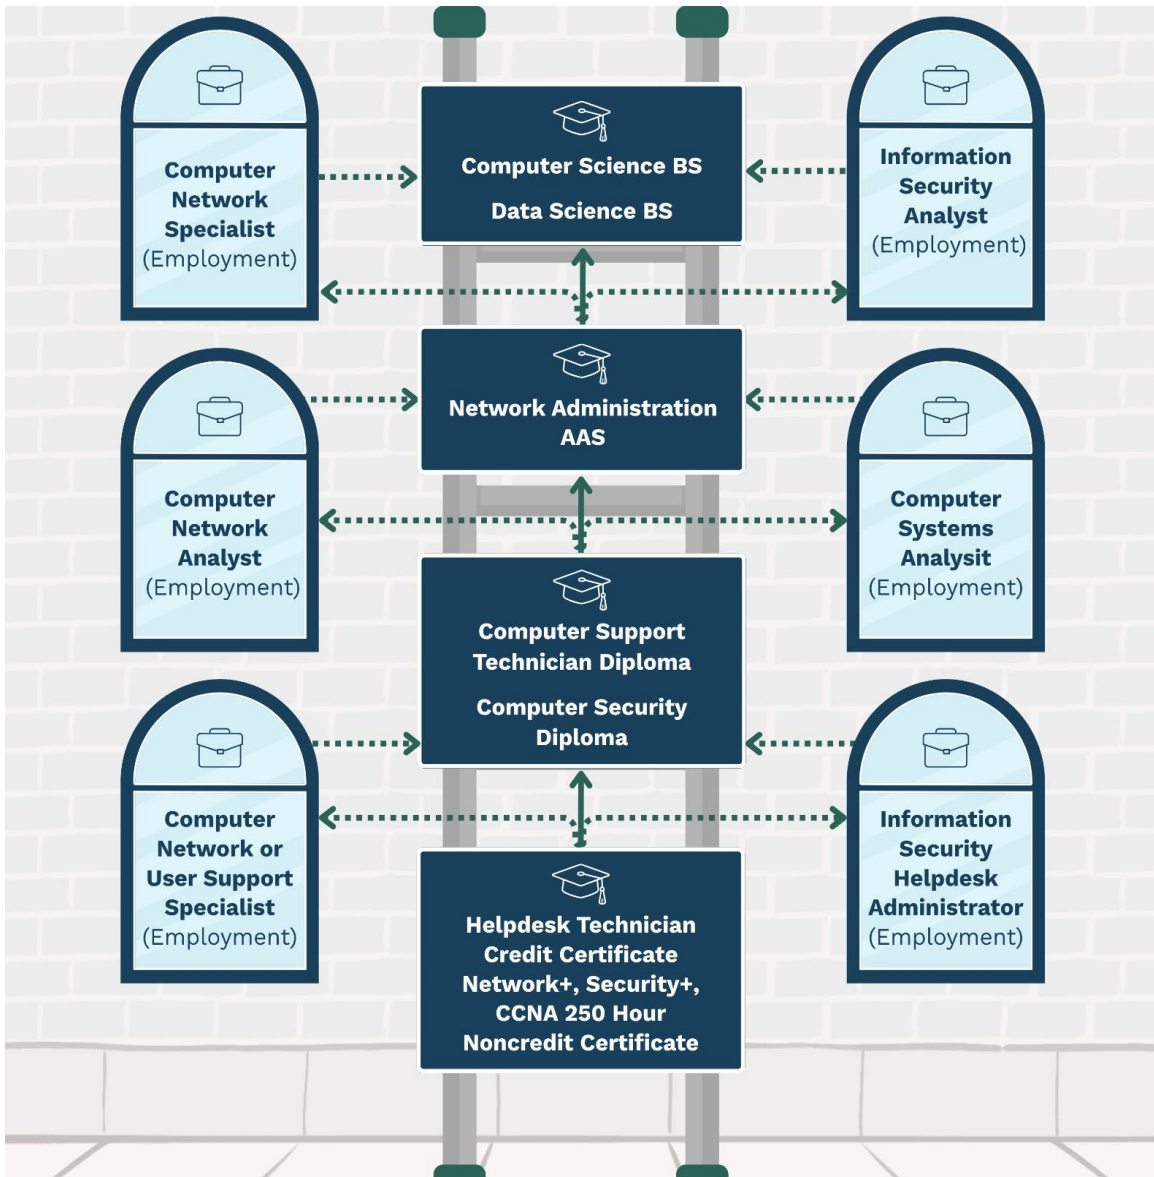 Computer
Network
Specialist
(Employment)
Computer Science BS
Data Science BS
Information
Security
Analyst
(Employment)
Network Administration
AAS
Computer
Network
Analyst
(Employment)
Computer
Systems
Analysit
(Employment)
Computer Support
Technician Diploma
Computer Security
Diploma
Computer
Network or
User Support
Specialist
(Employment)
Information
Security
Helpdesk
Administrator
(Employment)
Helpdesk Technician
Credit Certificate
Network+, Security+,
CCNA 250 Hour
Noncredit Certificate